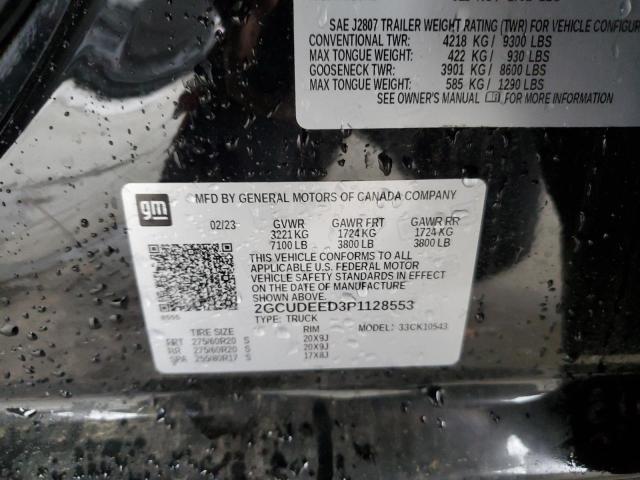 SAE J2807 TRAILER WEIGHT RATING (TWR) FOR VEHICLE CONFIGUR
CONVENTIONAL TWR: 4218 KG / 9300 LBS
MAX TONGUE WEIGHT: 422 KG / 930 LBS
GOOSENECK TWR: 3901 KG / 8600 LBS
MAX TONGUE WEIGHT: 585 KG / 1290 LBS
SEE OWNER'S MANUAL FOR MORE INFORMATION
gm
MFD BY GENERAL MOTORS OF CANADA COMPANY
02/23 GVWR GAWR FRT GAWR RR
3221 KG 1724 KG 1724 KG
7100 LB 3800 LB 3800 LB
THIS VEHICLE CONFORMS TO ALL
APPLICABLE U.S. FEDERAL MOTOR
VEHICLE SAFETY STANDARDS IN EFFECT
ON THE DATE OF MANUFACTURE
SHOWN ABOVE.
2GCUDEED3P1128553
TYPE: TRUCK
MODEL: 33CK10543
TIRE SIZE RIM
FRT 275/60R20 S 20X9J
RR 275/60R20 S 20X9J
SPA 255/80R17 S 17X8J